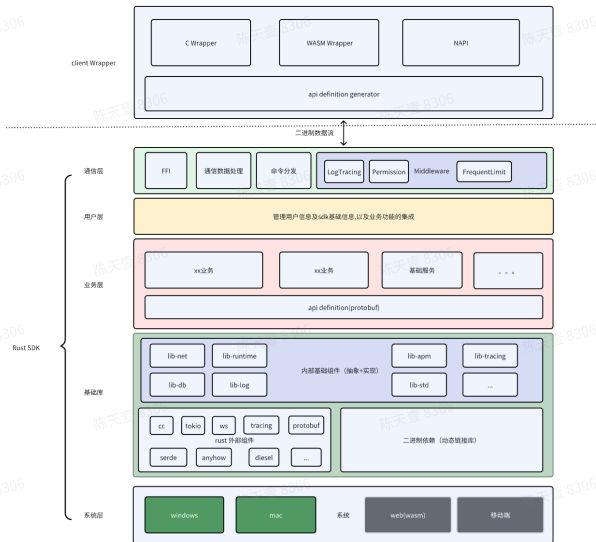 C Wrapper
WASM Wrapper
NAPI
client Wrapper
api definition generator
二进制数据流
通信层
FFI
通信数据处理
命令分发
LogTracing
Permission
Middleware
FrequentLimit
用户层
管理用户信息及sdk基础信息,以及业务功能的集成
xx业务
xx业务
基础服务
。。。
业务层
api definition(protobuf)
Rust SDK
lib-net
lib-runtime
内部基础组件（抽象+实现）
lib-apm
lib-tracing
lib-db
lib-log
lib-std
...
基础库
cc
tokio
ws
tracing
protobuf
rust 外部组件
二进制依赖（动态链接库）
serde
anyhow
diesel
...
系统层
windows
mac
系统
web(wasm)
移动端
陈天壹 8306